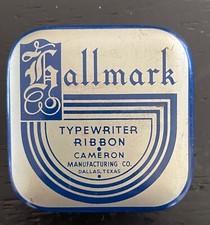 Hallmark
TYPEWRITER
RIBBON
CAMERON
MANUFACTURING CO.
DALLAS, TEXAS